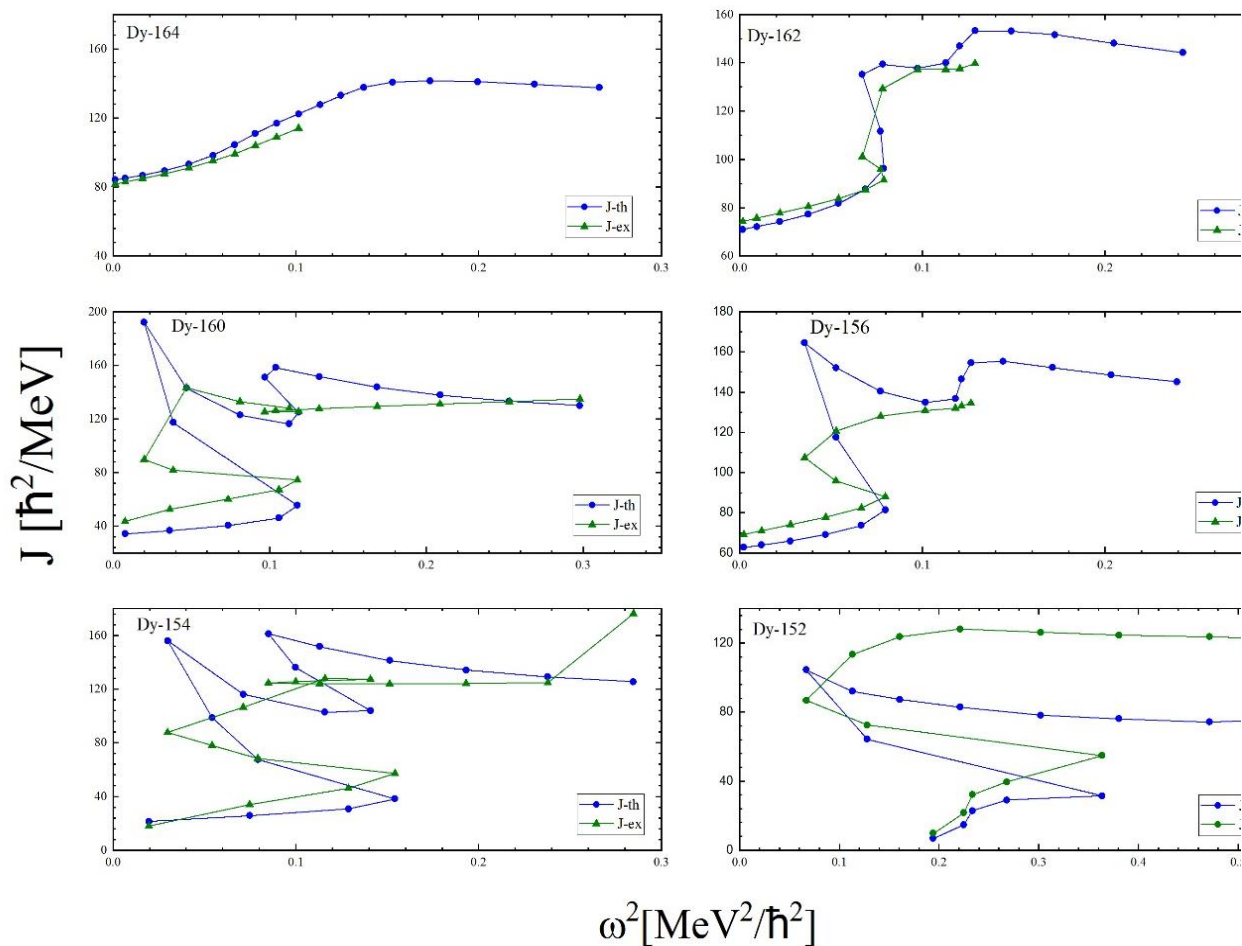 Dy-164
160
120
80
40
0.0 0.1 0.2 0.3
J-th
J-ex
Dy-162
160
140
120
100
80
60
0.0 0.1 0.2
J
J
Dy-160
200
160
120
80
40
0.0 0.1 0.2 0.3
J-th
J-ex
Dy-156
180
160
140
120
100
80
60
0.0 0.1 0.2
J
J
Dy-154
160
120
80
40
0
0.0 0.1 0.2 0.3
J-th
J-ex
Dy-152
120
80
40
0
0.0 0.1 0.2 0.3 0.4
J
J
J [ħ²/MeV]
ω²[MeV²/ħ²]